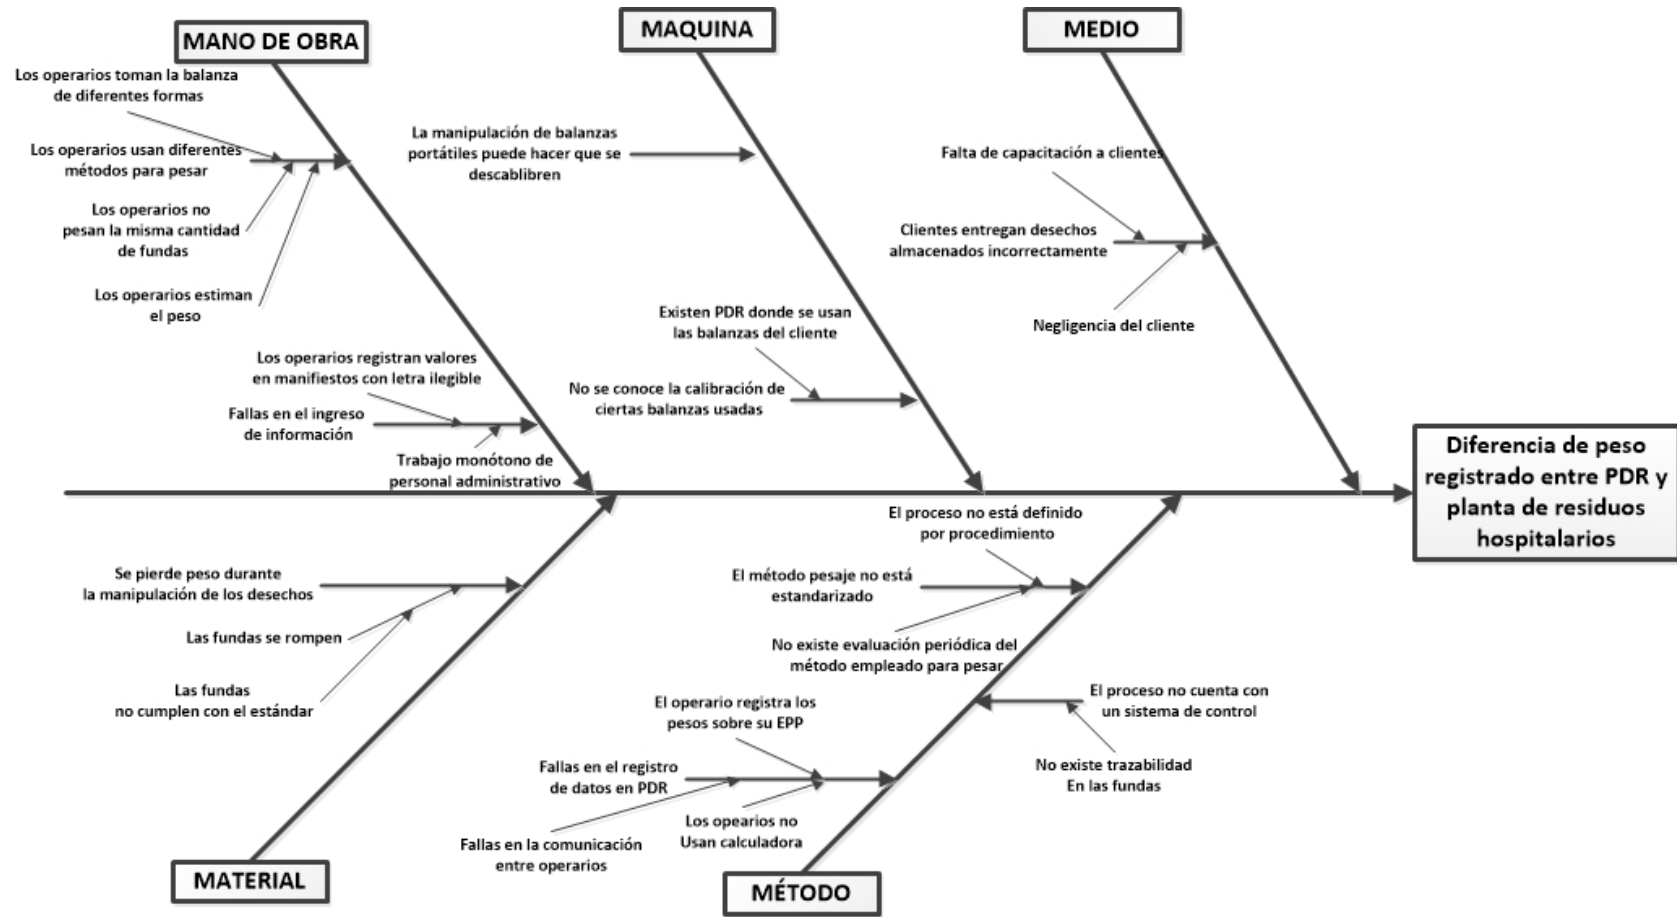 MANO DE OBRA
Los operarios toman la balanza
de diferentes formas
Los operarios usan diferentes
métodos para pesar
Los operarios no
pesan la misma cantidad
de fundas
Los operarios estiman
el peso
Los operarios registran valores
en manifiestos con letra ilegible
Fallas en el ingreso
de información
Trabajo monótono de
personal administrativo
MAQUINA
La manipulación de balanzas
portátiles puede hacer que se
descablibren
Existen PDR donde se usan
las balanzas del cliente
No se conoce la calibración de
ciertas balanzas usadas
MEDIO
Falta de capacitación a clientes
Clientes entregan desechos
almacenados incorrectamente
Negligencia del cliente
Diferencia de peso
registrado entre PDR y
planta de residuos
hospitalarios
Se pierde peso durante
la manipulación de los desechos
Las fundas se rompen
Las fundas
no cumplen con el estándar
MATERIAL
El proceso no está definido
por procedimiento
El método pesaje no está
estandarizado
No existe evaluación periódica del
método empleado para pesar
El proceso no cuenta con
un sistema de control
No existe trazabilidad
En las fundas
El operario registra los
pesos sobre su EPP
Fallas en el registro
de datos en PDR
Los opearios no
Usan calculadora
Fallas en la comunicación
entre operarios
MÉTODO